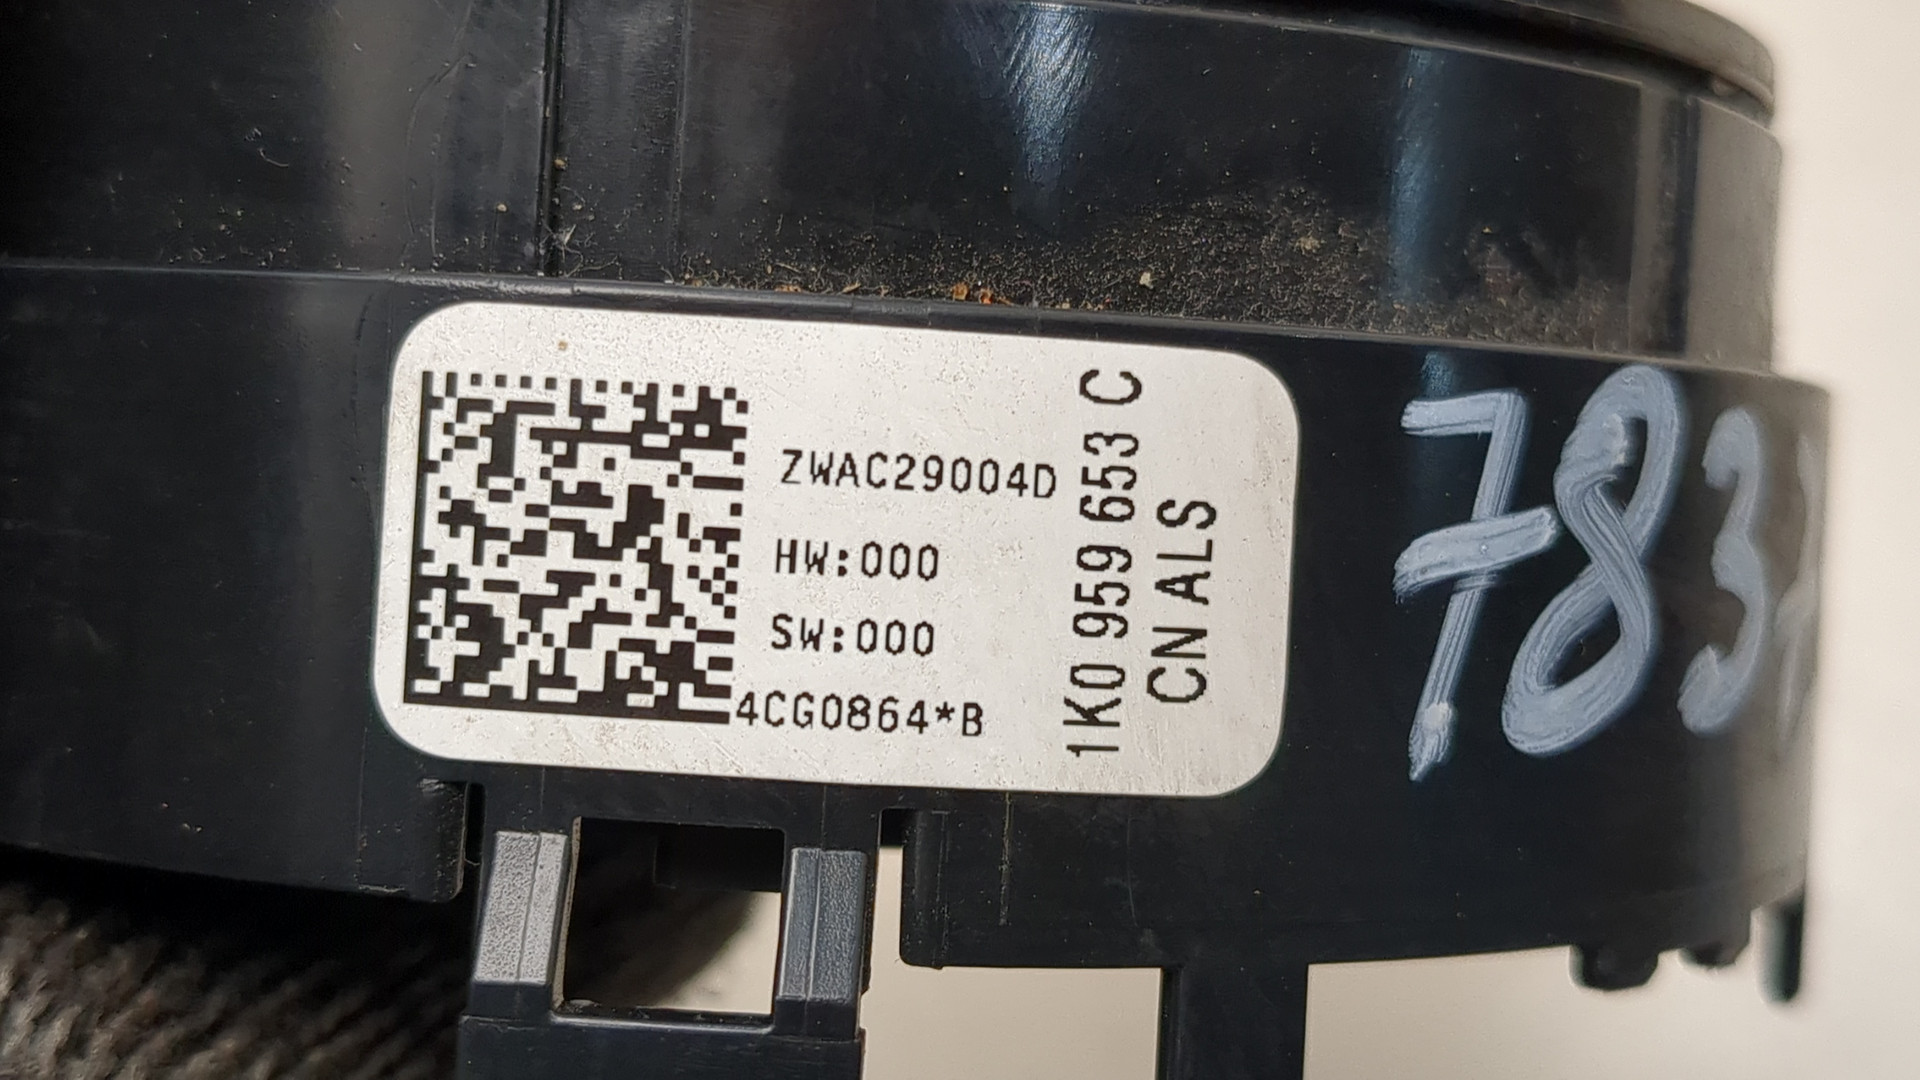 ZWAC29004D
HW:000
SW:000
4CG0864*B
1K0 959 653 C
CN ALS
783